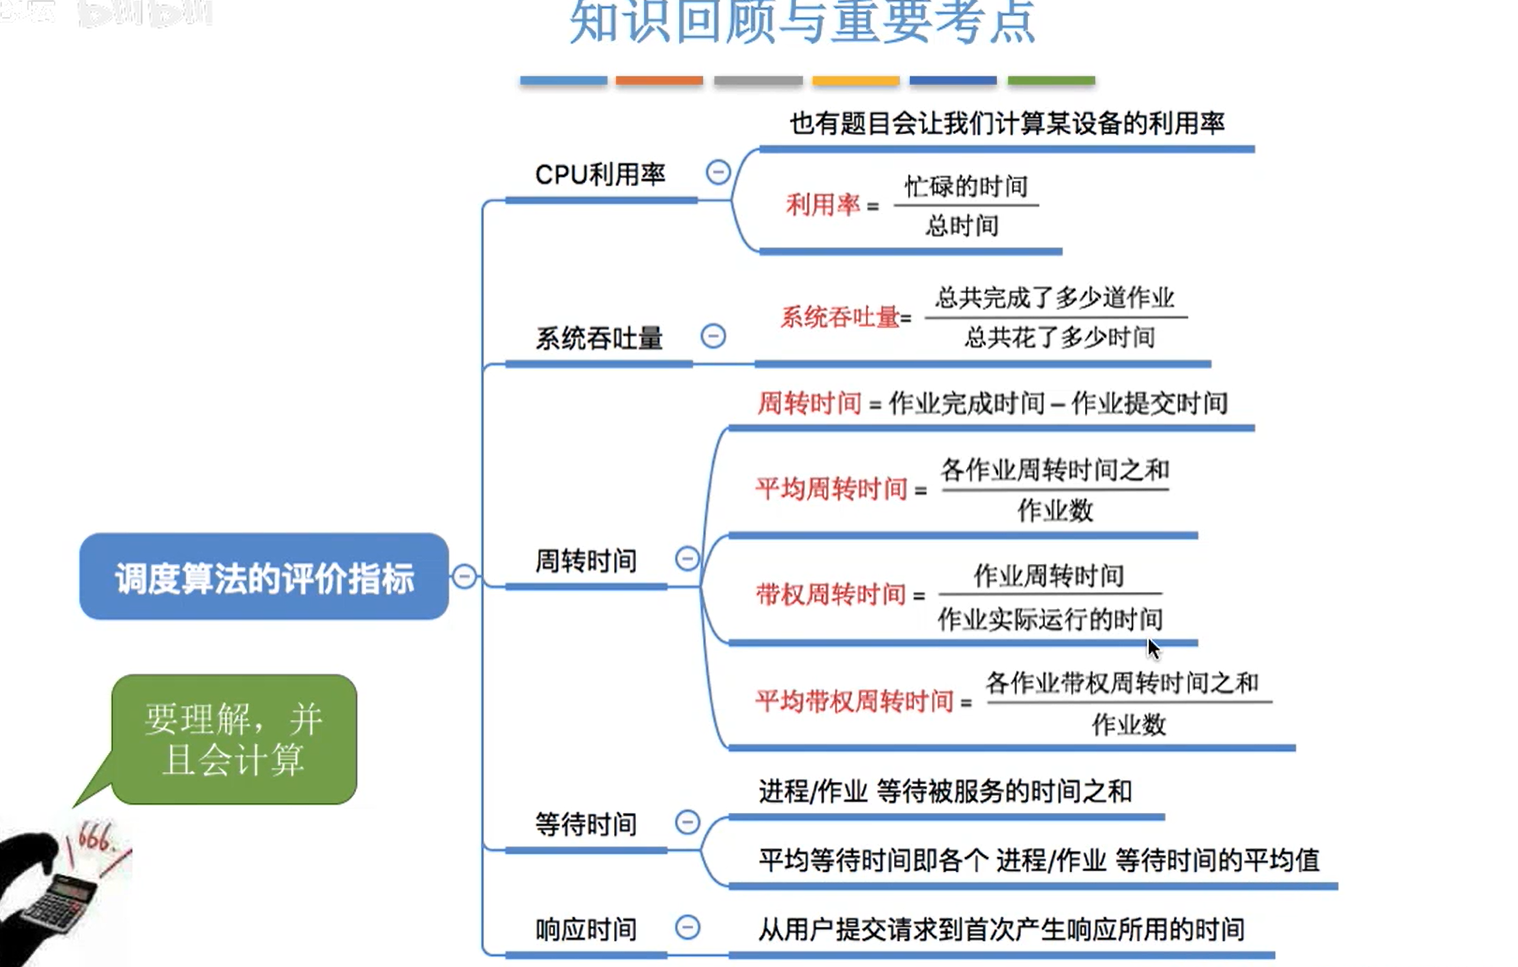 知识回顾与重要考点
也有题目会让我们计算某设备的利用率
CPU利用率
利用率 = 忙碌的时间
总时间
系统吞吐量
系统吞吐量= 总共完成了多少道作业
总共花了多少时间
周转时间 = 作业完成时间 – 作业提交时间
平均周转时间 = 各作业周转时间之和
作业数
周转时间
带权周转时间 = 作业周转时间
作业实际运行的时间
平均带权周转时间 = 各作业带权周转时间之和
作业数
调度算法的评价指标
要理解，并
且会计算
666.
等待时间
进程/作业 等待被服务的时间之和
平均等待时间即各个 进程/作业 等待时间的平均值
响应时间
从用户提交请求到首次产生响应所用的时间